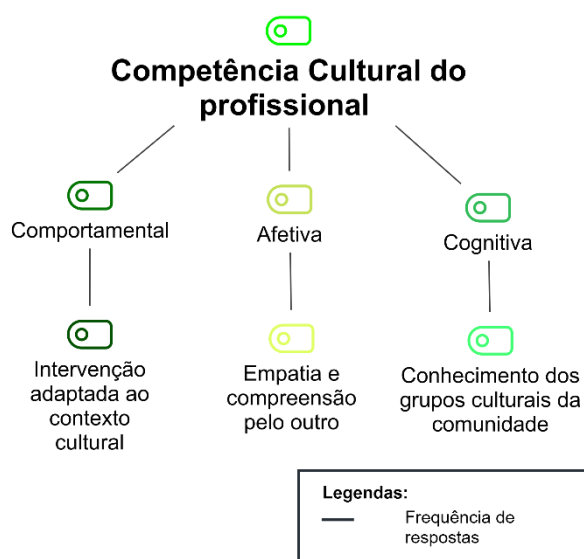 Competência Cultural do
profissional
Comportamental
Afetiva
Cognitiva
Intervenção
adaptada ao
contexto
cultural
Empatia e
compreensão
pelo outro
Conhecimento dos
grupos culturais da
comunidade
Legendas:
Frequência de
respostas